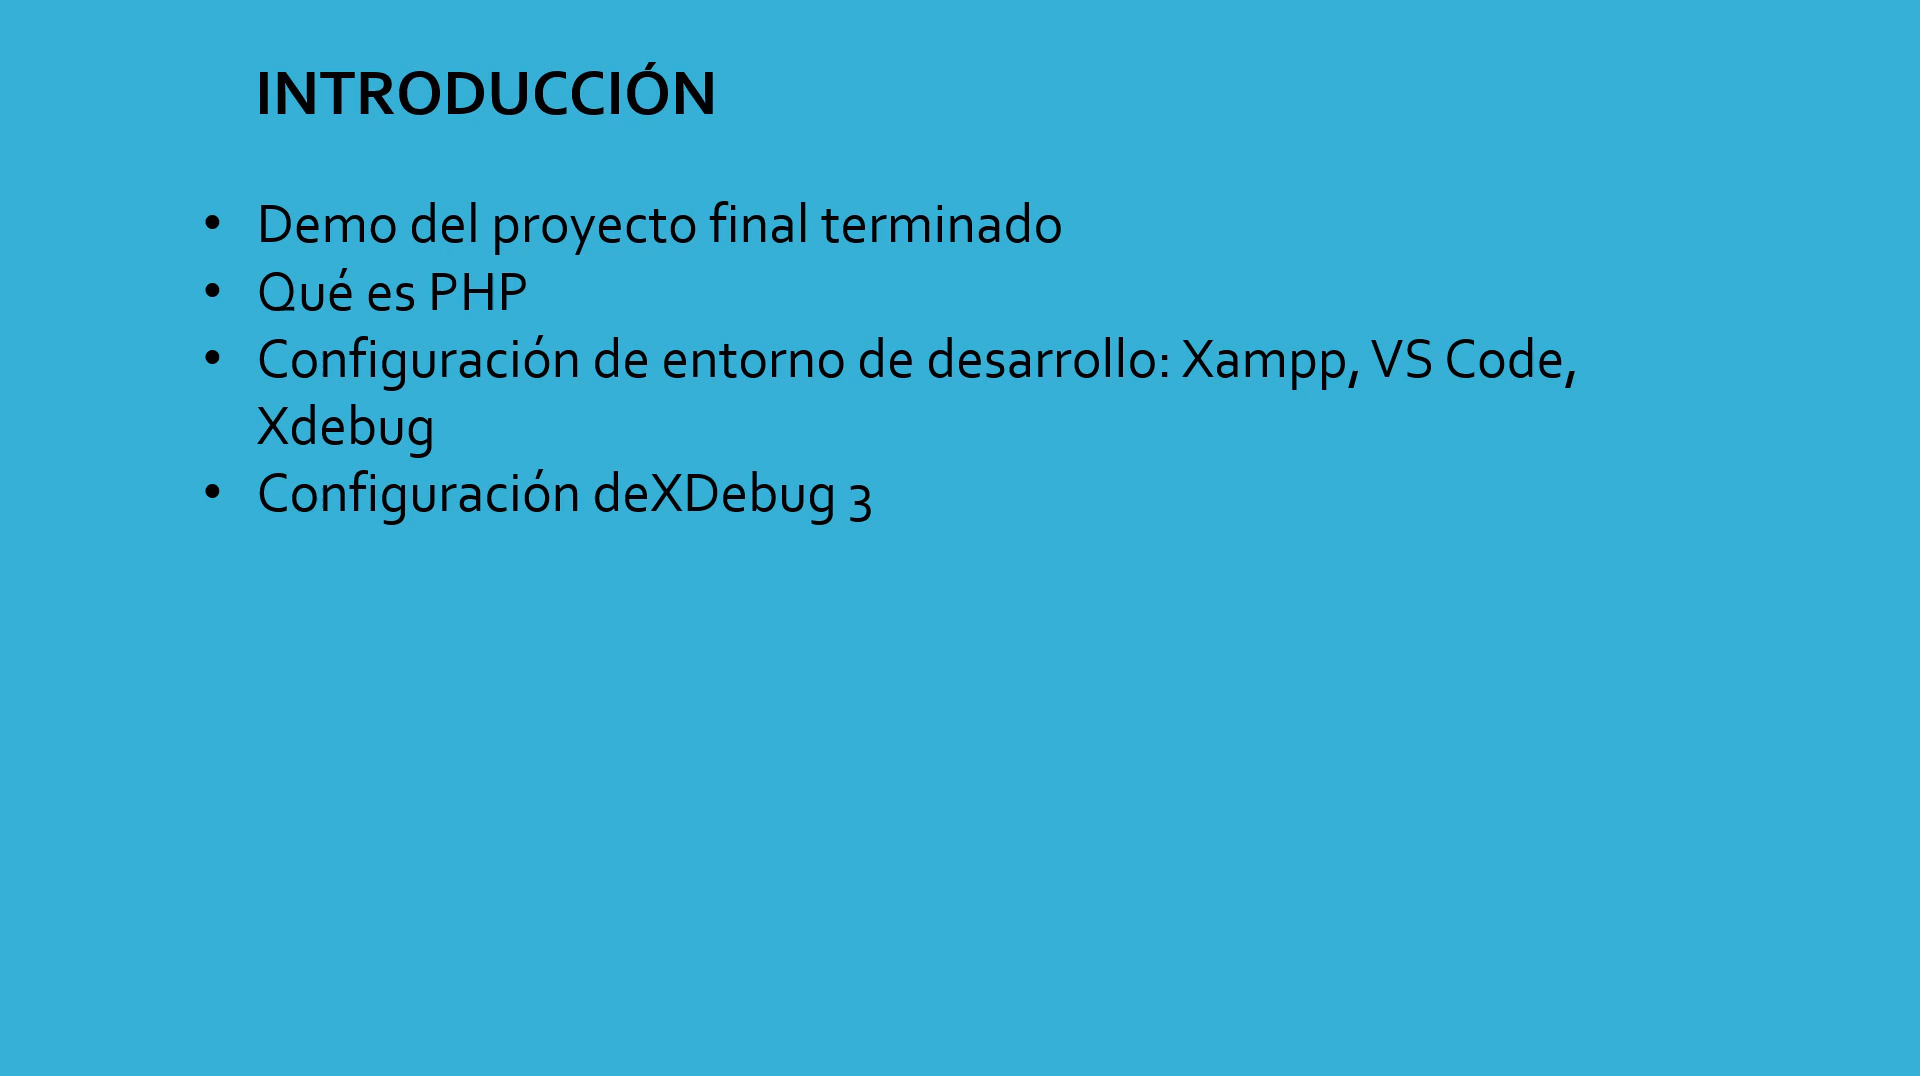 INTRODUCCIÓN
• Demo del proyecto final terminado
• Qué es PHP
• Configuración de entorno de desarrollo: Xampp, VS Code,
Xdebug
• Configuración deXDebug 3